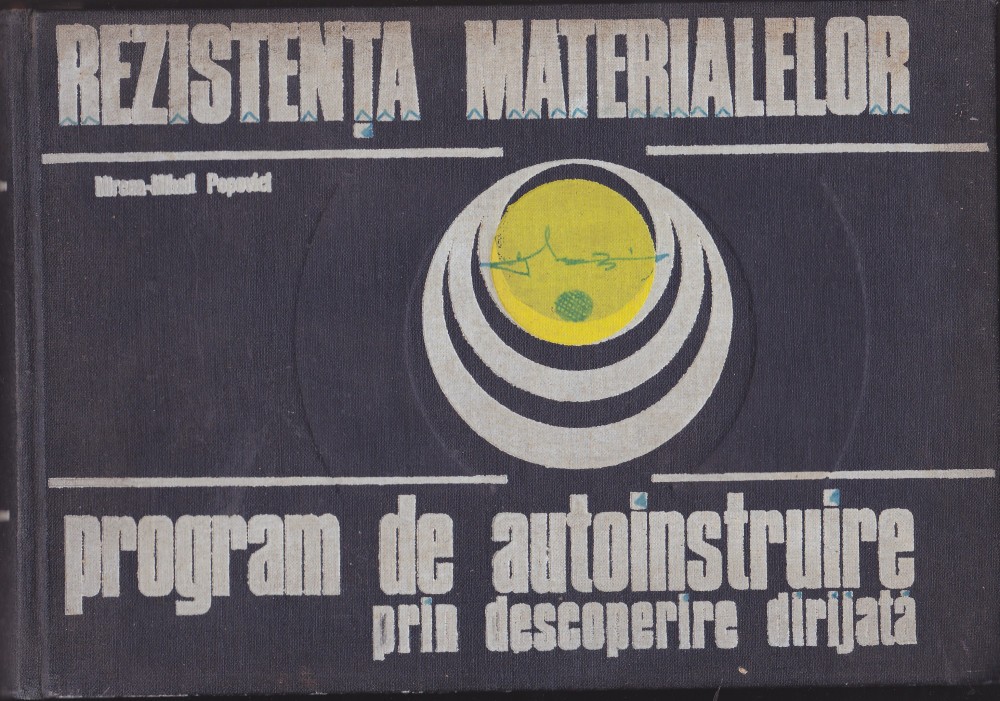 REZISTENȚA MATERIALELOR
Mircea-Mihail Popovici
program de autoinstruire
prin descoperire dirijată